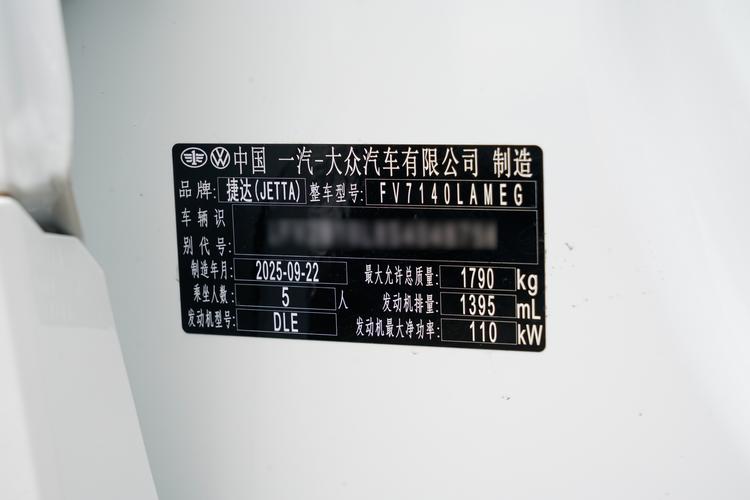 中国 一汽-大众汽车有限公司 制造
品牌: 捷达(JETTA) 整车型号: FV7140LAMEG
车辆识
别代号:
制造年月: 2025-09-22 最大允许总质量: 1790 kg
乘坐人数: 5 人 发动机排量: 1395 mL
发动机型号: DLE 发动机最大净功率: 110 kW